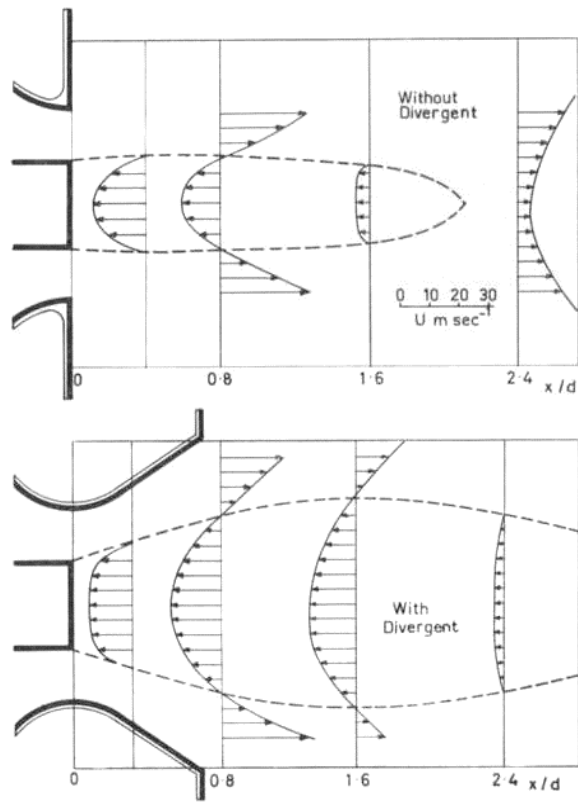 Without
Divergent
0 10 20 30
U m sec⁻¹
0 0·8 1·6 2·4 x/d
With
Divergent
0 0·8 1·6 2·4 x/d